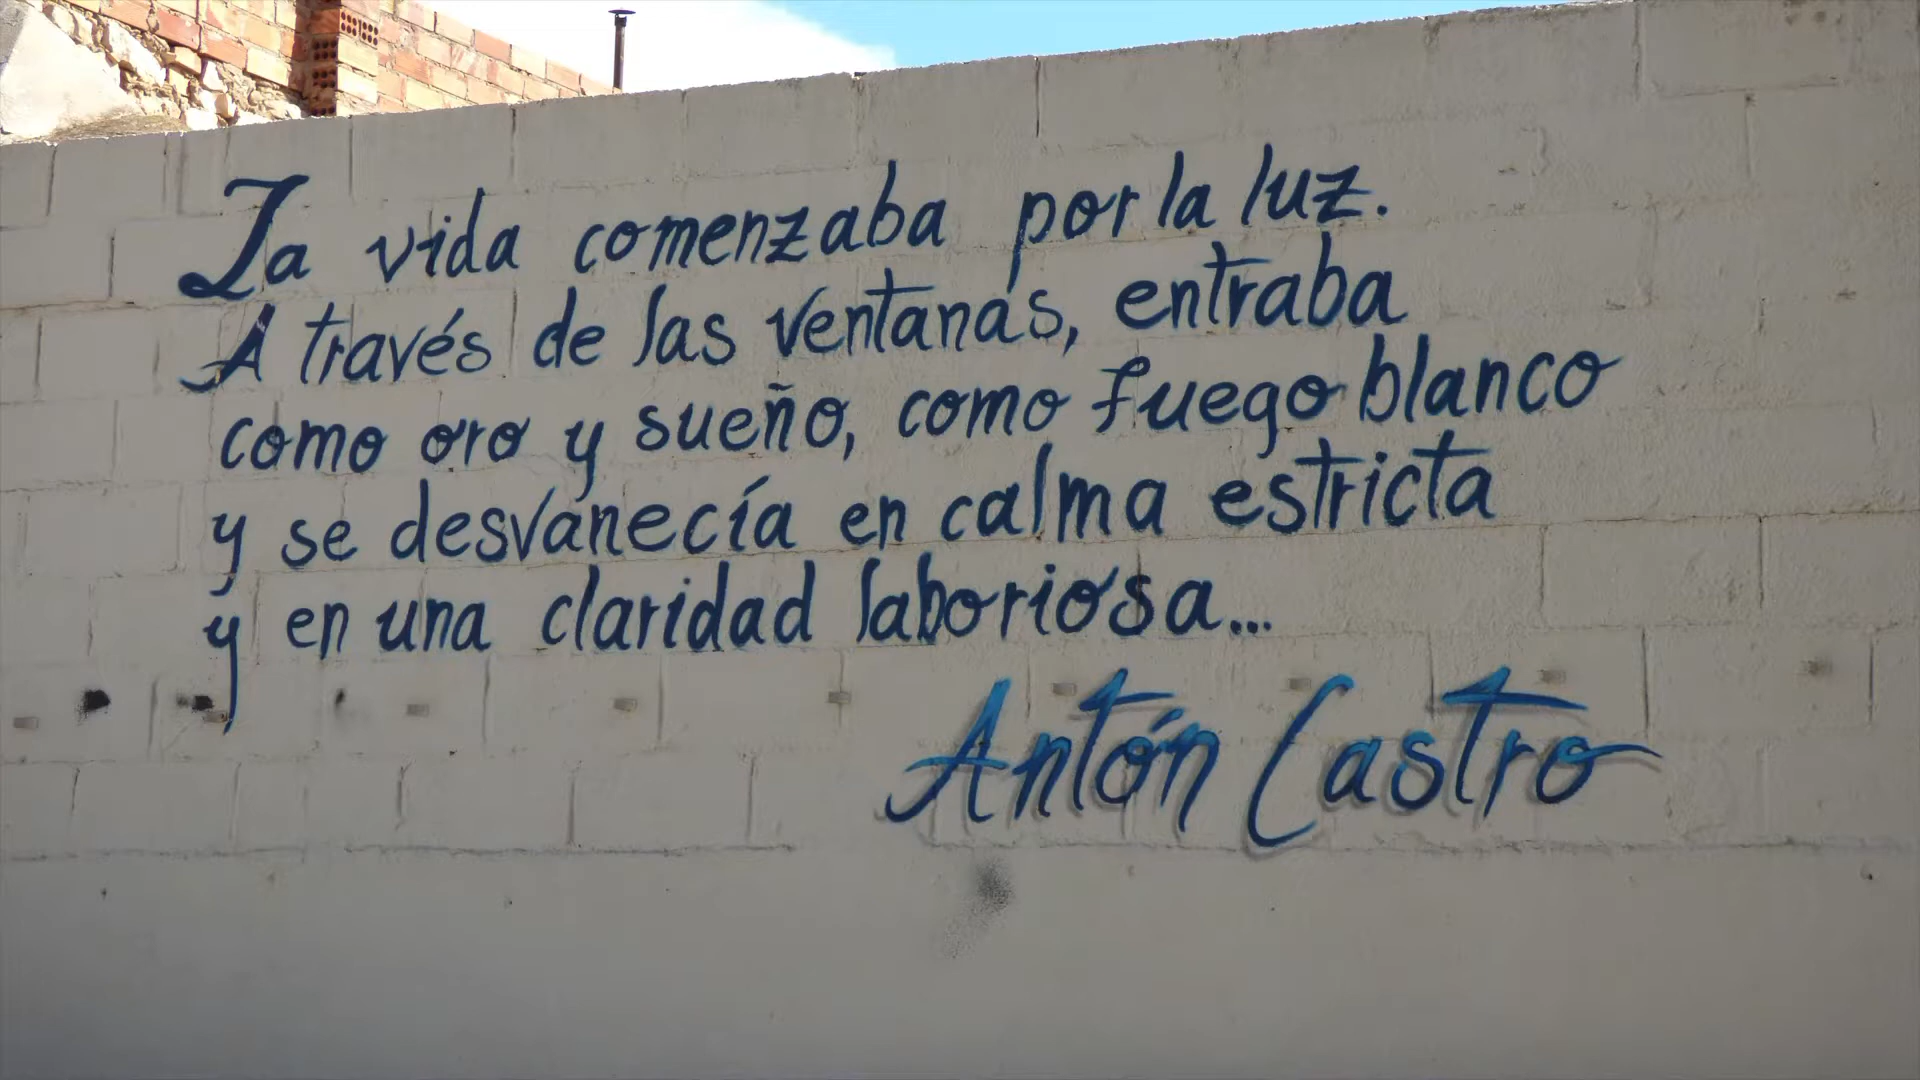 La vida comenzaba por la luz.
A través de las ventanas, entraba
como oro y sueño, como fuego blanco
y se desvanecía en calma estricta
y en una claridad laboriosa...
Antón Castro